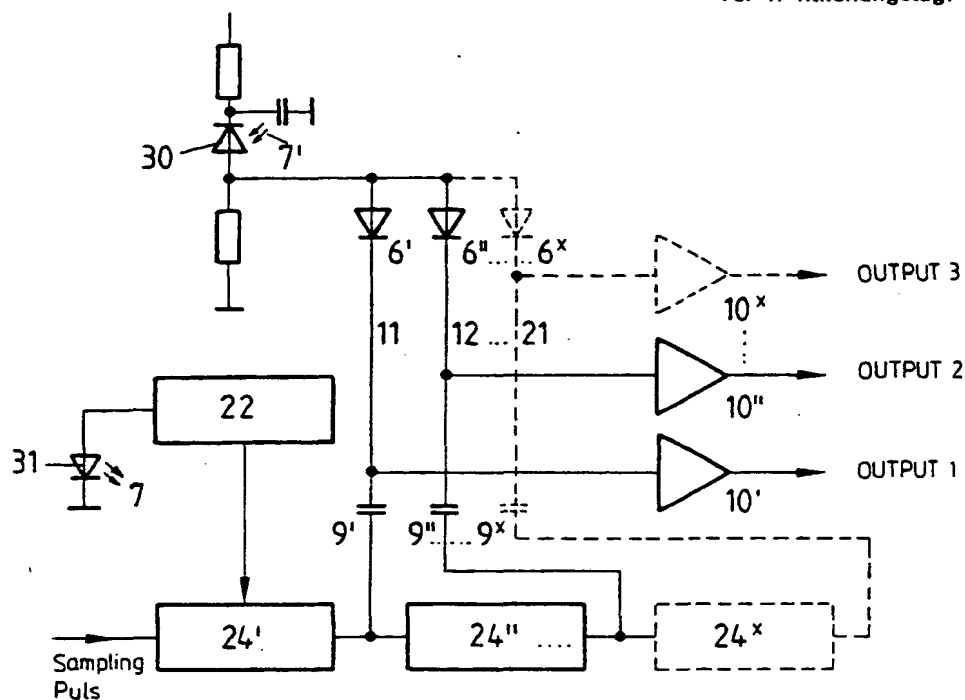 30
7'
6' 6" ... ... 6ˣ
OUTPUT 3
10ˣ
11 12 ... 21
OUTPUT 2
10"
22
31
7
OUTPUT 1
10'
9' 9" ...... 9ˣ
24' 24" .... 24ˣ
Sampling
Puls